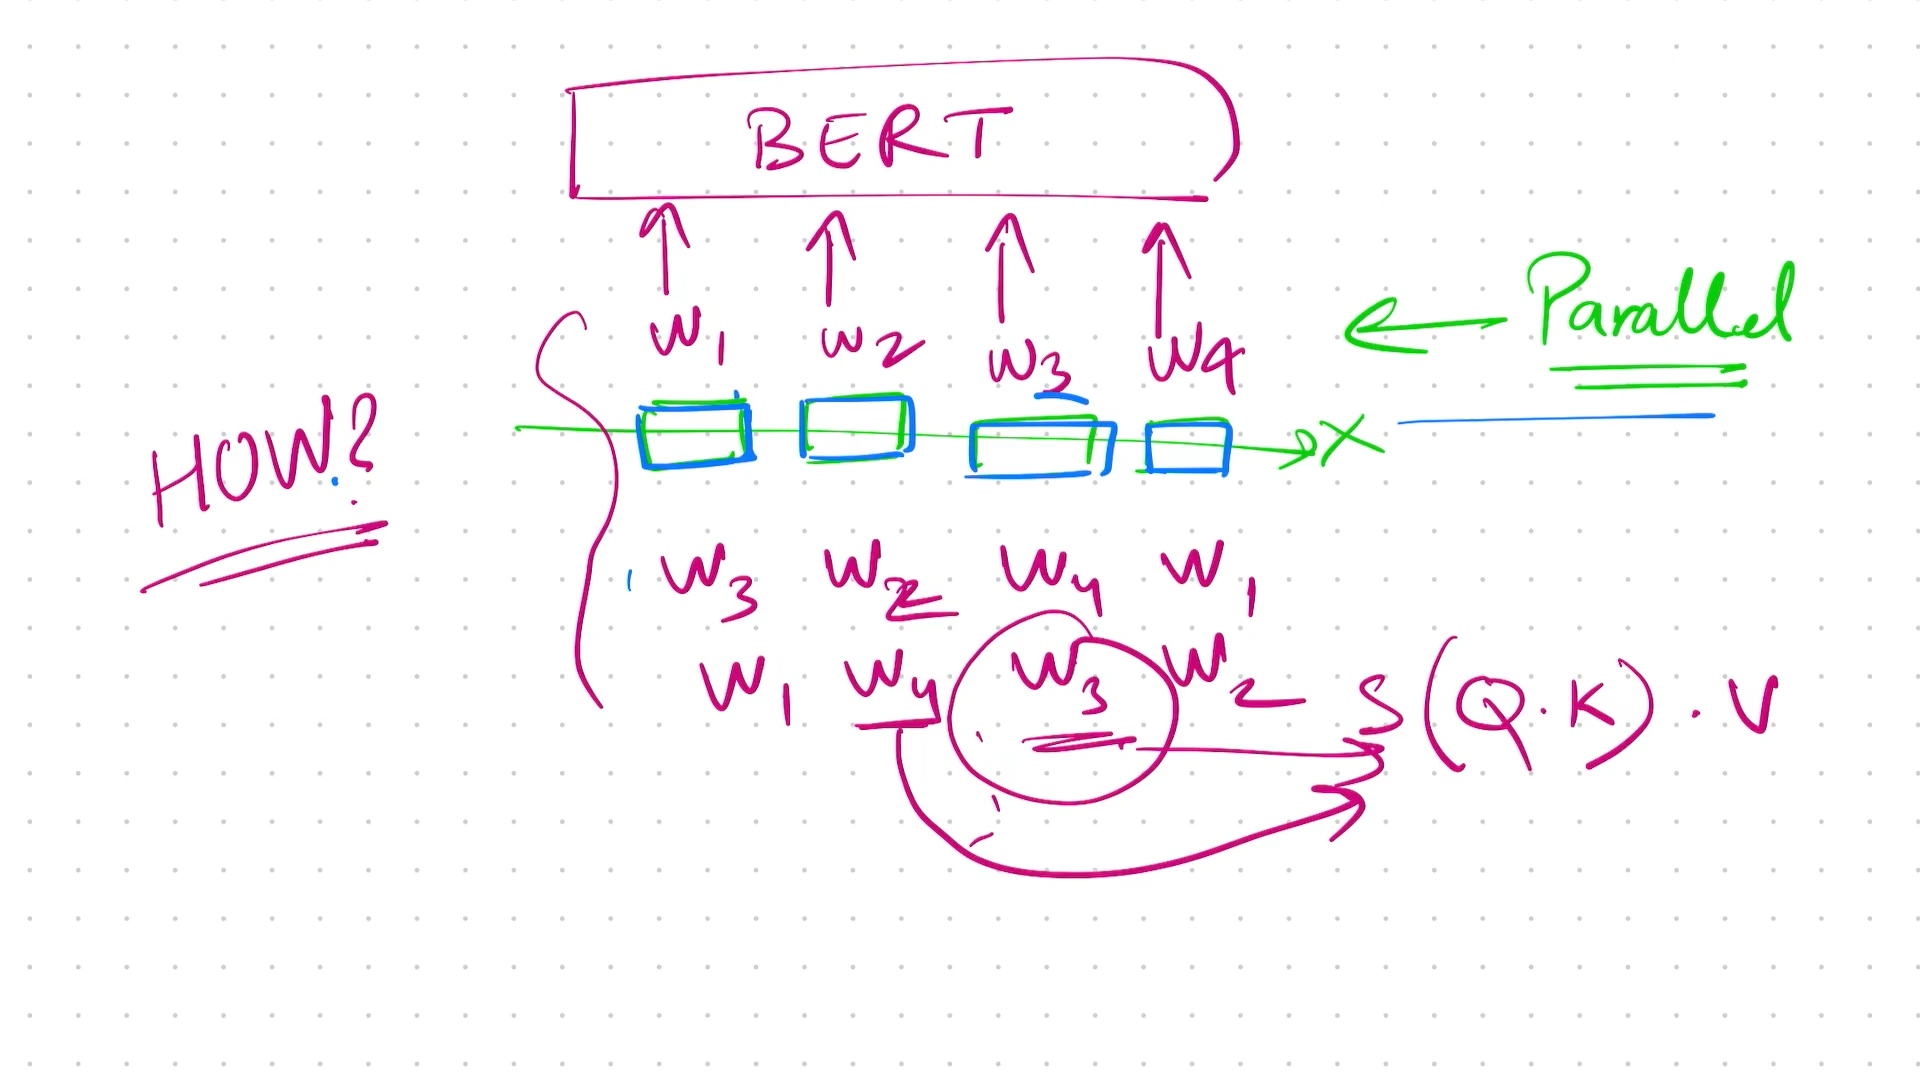 BERT
W1 W2 W3 W4
Parallel
HOW?
X
W3 W2 W4 W1
W1 W4 W3 W2
S(Q.K).V